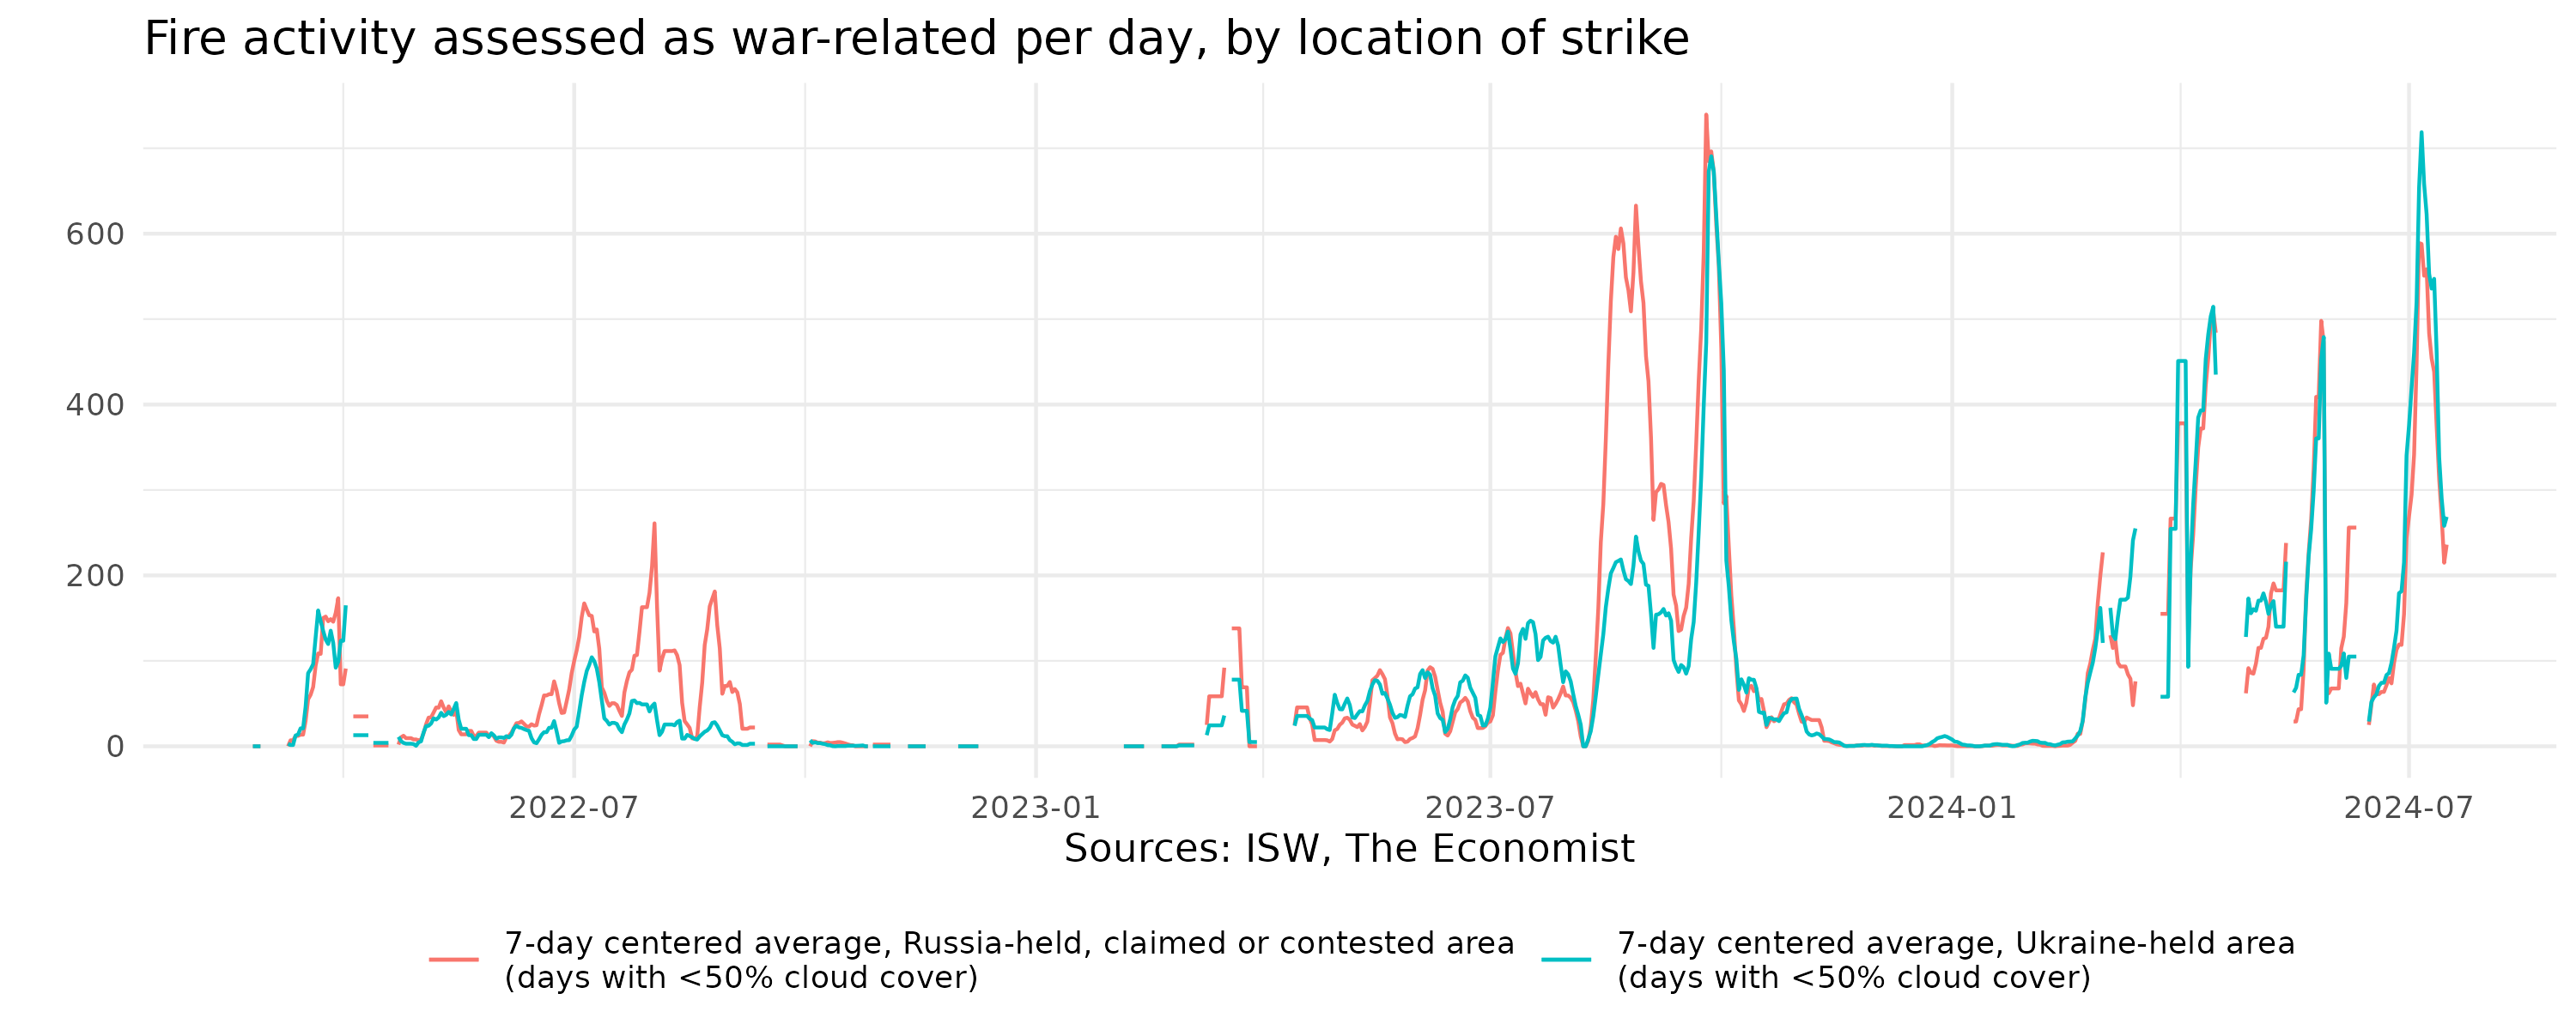 Fire activity assessed as war-related per day, by location of strike
600
400
200
0
2022-07
2023-01
2023-07
2024-01
2024-07
Sources: ISW, The Economist
7-day centered average, Russia-held, claimed or contested area
(days with <50% cloud cover)
7-day centered average, Ukraine-held area
(days with <50% cloud cover)